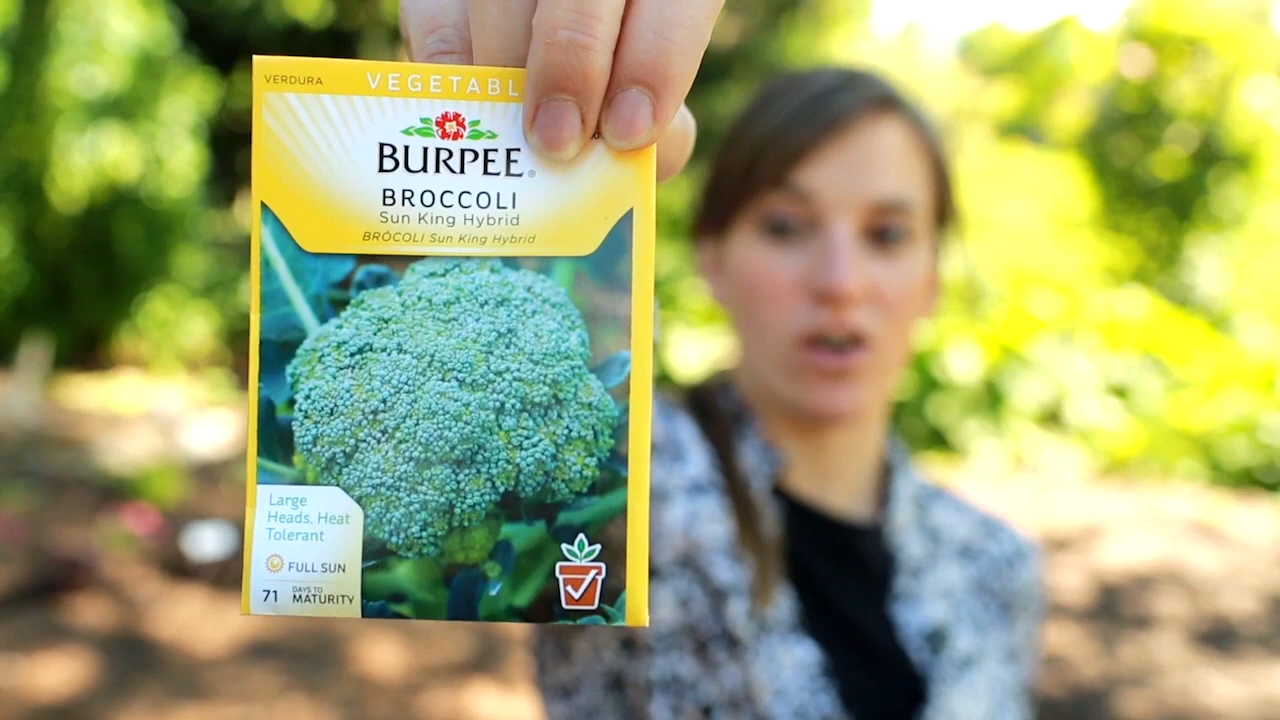 VERDURA
VEGETABL
BURPEE®
BROCCOLI
Sun King Hybrid
BRÓCOLI Sun King Hybrid
Large
Heads, Heat
Tolerant
FULL SUN
71 DAYS TO MATURITY